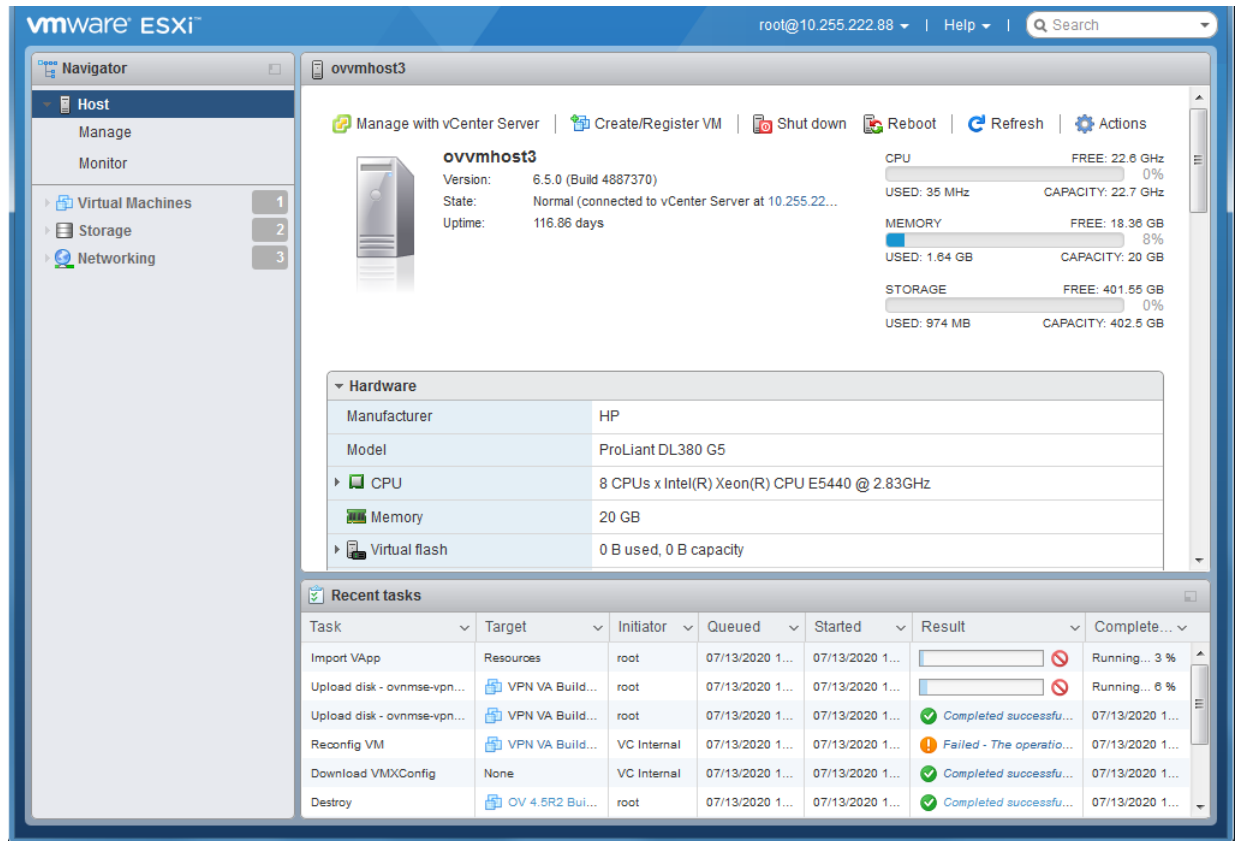 vmware ESXi™
root@10.255.222.88 | Help | Search
Navigator
Host
Manage
Monitor
Virtual Machines 1
Storage 2
Networking 3
ovvmhost3
Manage with vCenter Server | Create/Register VM | Shut down Reboot | Refresh | Actions
ovvmhost3
Version: 6.5.0 (Build 4887370)
State: Normal (connected to vCenter Server at 10.255.22...
Uptime: 116.86 days
CPU FREE: 22.6 GHz
0%
USED: 35 MHz CAPACITY: 22.7 GHz
MEMORY FREE: 18.36 GB
8%
USED: 1.64 GB CAPACITY: 20 GB
STORAGE FREE: 401.55 GB
0%
USED: 974 MB CAPACITY: 402.5 GB
Hardware
Manufacturer HP
Model ProLiant DL380 G5
CPU 8 CPUs x Intel(R) Xeon(R) CPU E5440 @ 2.83GHz
Memory 20 GB
Virtual flash 0 B used, 0 B capacity
Recent tasks
Task Target Initiator Queued Started Result Complete...
Import VApp Resources root 07/13/2020 1... 07/13/2020 1... Running... 3 %
Upload disk - ovnmse-vpn... VPN VA Build... root 07/13/2020 1... 07/13/2020 1... Running... 6 %
Upload disk - ovnmse-vpn... VPN VA Build... root 07/13/2020 1... 07/13/2020 1... Completed successfu... 07/13/2020 1...
Reconfig VM VPN VA Build... VC Internal 07/13/2020 1... 07/13/2020 1... Failed - The operatio... 07/13/2020 1...
Download VMXConfig None VC Internal 07/13/2020 1... 07/13/2020 1... Completed successfu... 07/13/2020 1...
Destroy OV 4.5R2 Bui... root 07/13/2020 1... 07/13/2020 1... Completed successfu... 07/13/2020 1...